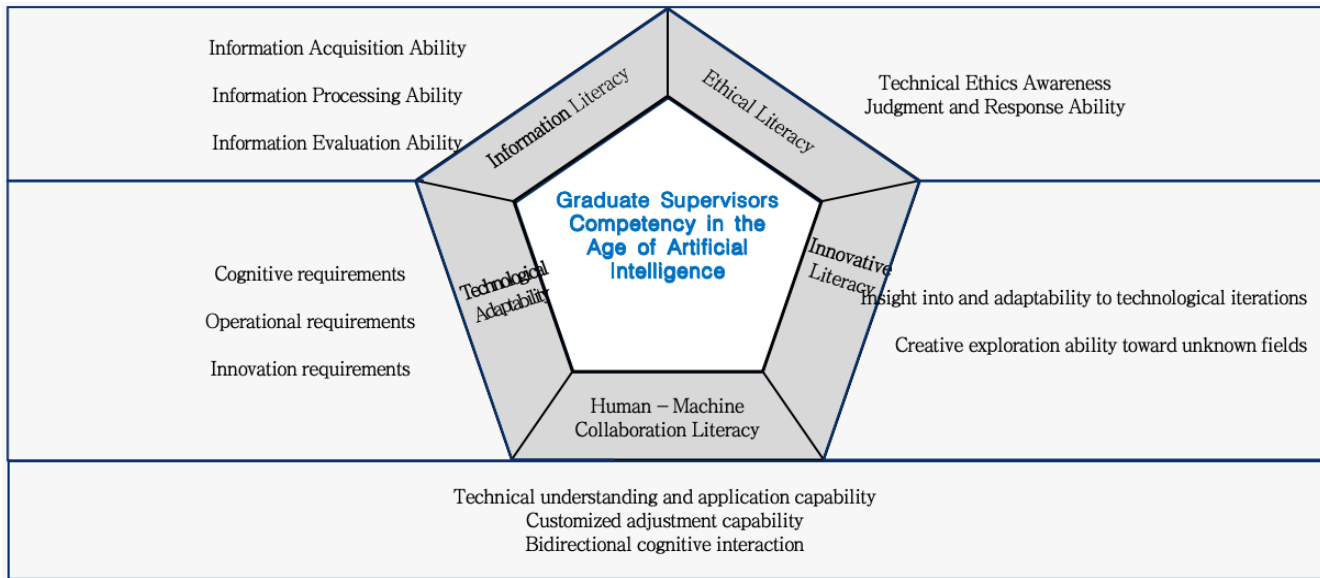 Information Acquisition Ability
Information Processing Ability
Information Evaluation Ability
Information Literacy
Ethical Literacy
Technical Ethics Awareness
Judgment and Response Ability
Graduate Supervisors
Competency in the
Age of Artificial
Intelligence
Cognitive requirements
Operational requirements
Innovation requirements
Technological
Adaptability
Innovative
Literacy
Insight into and adaptability to technological iterations
Creative exploration ability toward unknown fields
Human – Machine
Collaboration Literacy
Technical understanding and application capability
Customized adjustment capability
Bidirectional cognitive interaction